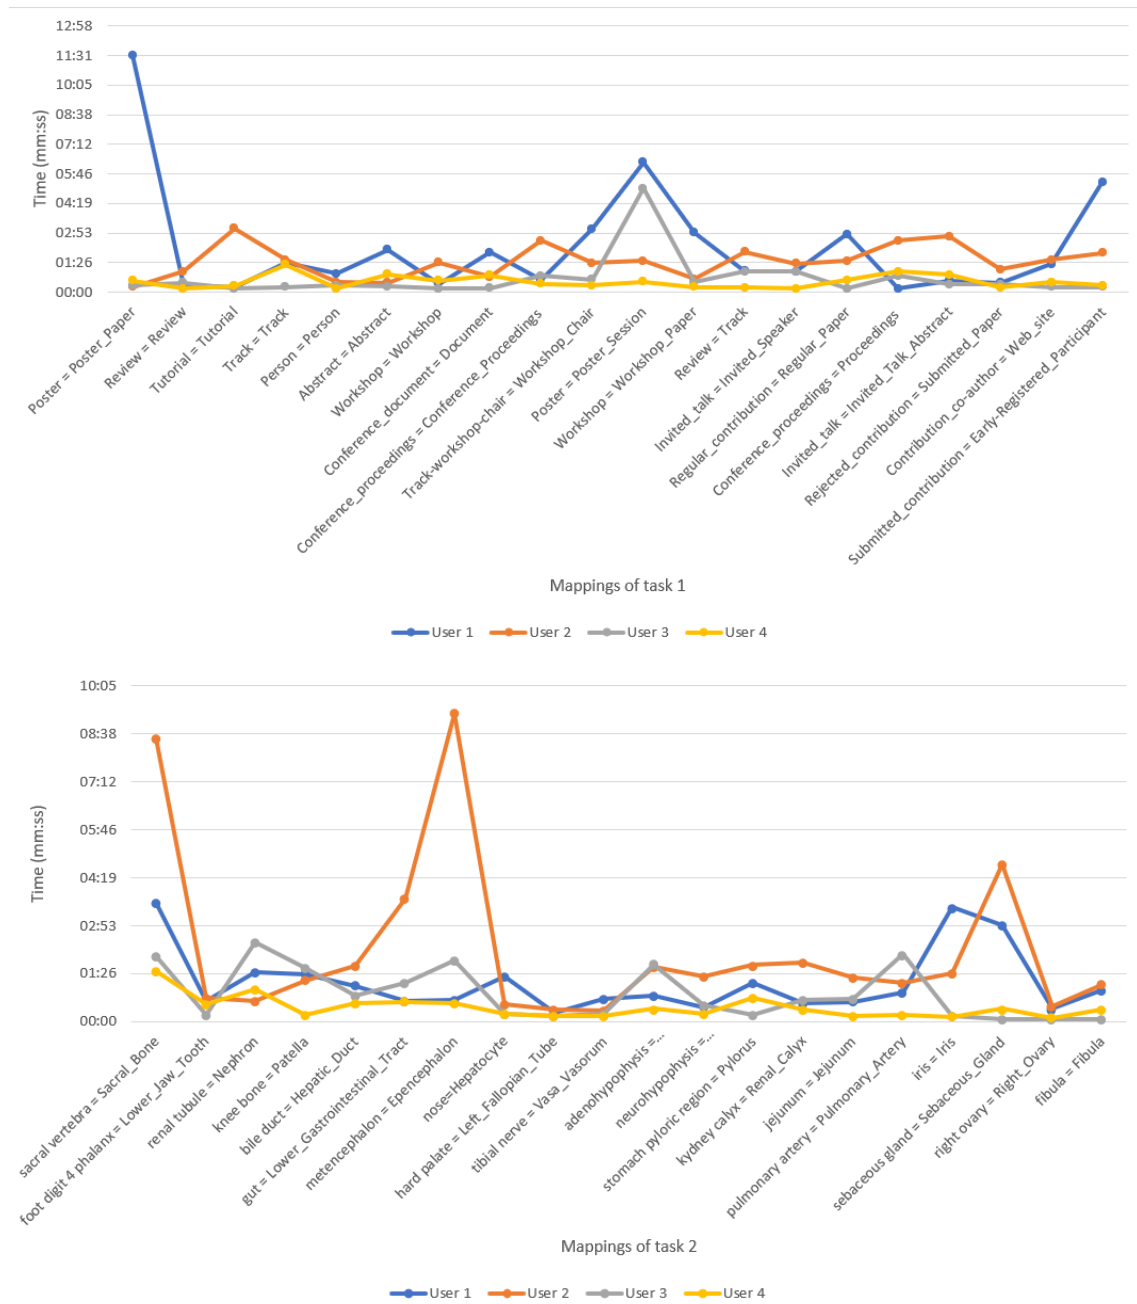 12:58
11:31
10:05
08:38
07:12
05:46
04:19
02:53
01:26
00:00
Time (mm:ss)
Poster = Poster_Paper
Review = Review
Tutorial = Tutorial
Track = Track
Person = Person
Abstract = Abstract
Workshop = Workshop
Conference_document = Document
Conference_proceedings = Conference_Proceedings
Track-workshop-chair = Workshop_Chair
Poster = Poster_Session
Workshop = Workshop_Paper
Review = Track
Invited_talk = Invited_Speaker
Regular_contribution = Regular_Paper
Conference_proceedings = Proceedings
Invited_talk = Invited_Talk_Abstract
Rejected_contribution = Submitted_Paper
Contribution_co-author = Web_site
Submitted_contribution = Early-Registered_Participant
Mappings of task 1
User 1 User 2 User 3 User 4
10:05
08:38
07:12
05:46
04:19
02:53
01:26
00:00
Time (mm:ss)
sacral vertebra = Sacral_Bone
foot digit 4 phalanx = Lower_Jaw_Tooth
renal tubule = Nephron
knee bone = Patella
bile duct = Hepatic_Duct
gut = Lower_Gastrointestinal_Tract
metencephalon = Epencephalon
nose=Hepatocyte
hard palate = Left_Fallopian_Tube
tibial nerve = Vasa_Vasorum
adenohypophysis =...
neurohypophysis =...
stomach pyloric region = Pylorus
kydney calyx = Renal_Calyx
jejunum = Jejunum
pulmonary artery = Pulmonary_Artery
iris = Iris
sebaceous gland = Sebaceous_Gland
right ovary = Right_Ovary
fibula = Fibula
Mappings of task 2
User 1 User 2 User 3 User 4